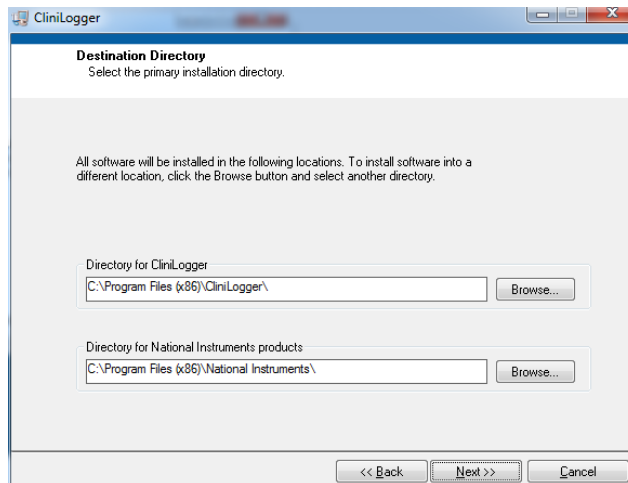 CliniLogger
Destination Directory
Select the primary installation directory.
All software will be installed in the following locations. To install software into a
different location, click the Browse button and select another directory.
Directory for CliniLogger
C:\Program Files (x86)\CliniLogger\
Browse...
Directory for National Instruments products
C:\Program Files (x86)\National Instruments\
Browse...
<< Back
Next >>
Cancel